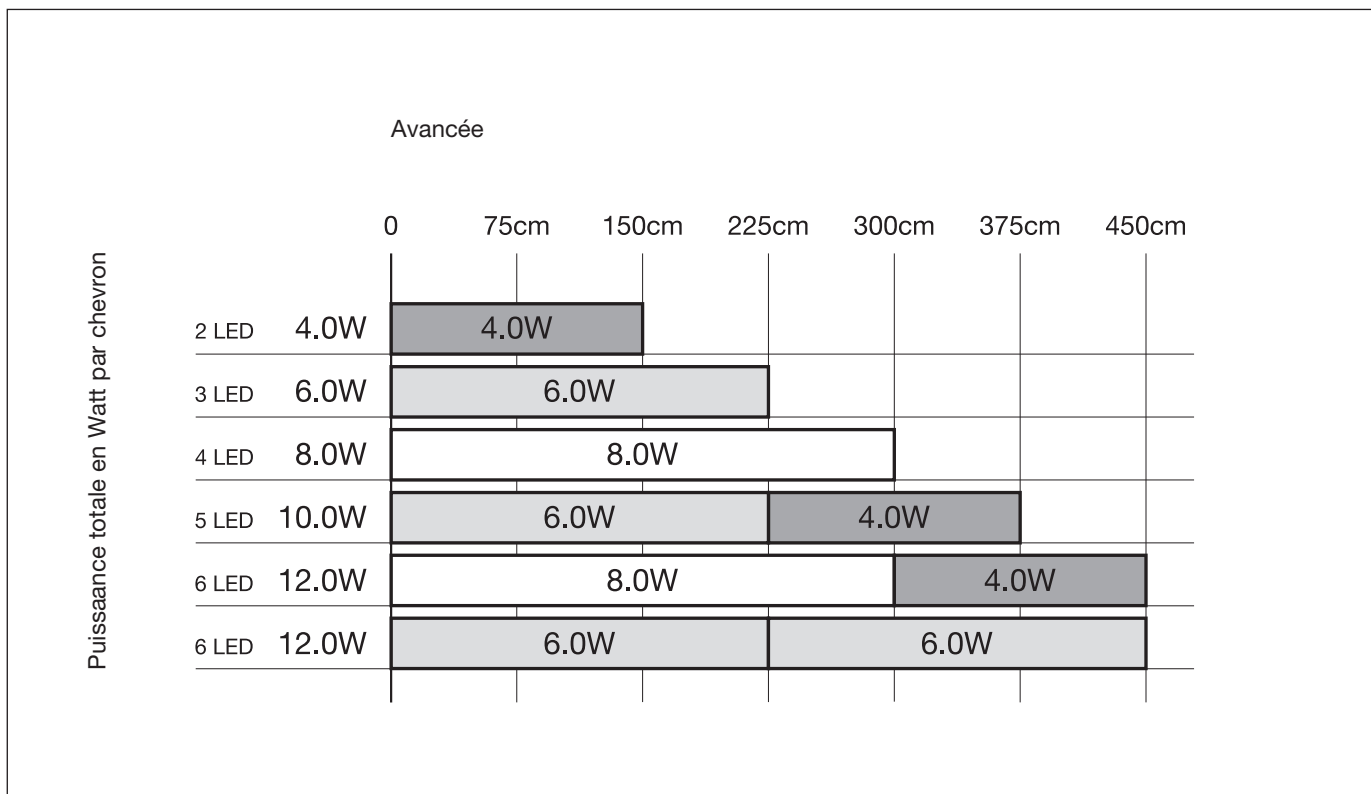 Avancée
0 75cm 150cm 225cm 300cm 375cm 450cm
Puissaance totale en Watt par chevron
2 LED 4.0W 4.0W
3 LED 6.0W 6.0W
4 LED 8.0W 8.0W
5 LED 10.0W 6.0W 4.0W
6 LED 12.0W 8.0W 4.0W
6 LED 12.0W 6.0W 6.0W